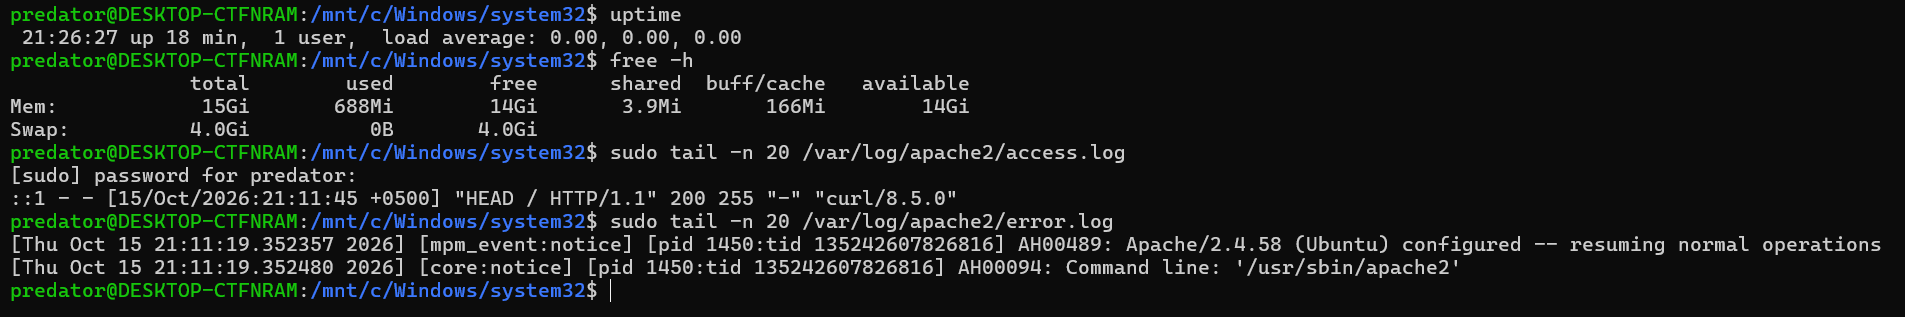 predator@DESKTOP-CTFNRAM:/mnt/c/Windows/system32$ uptime
 21:26:27 up 18 min,  1 user,  load average: 0.00, 0.00, 0.00
predator@DESKTOP-CTFNRAM:/mnt/c/Windows/system32$ free -h
               total        used        free      shared  buff/cache   available
Mem:            15Gi       688Mi        14Gi       3.9Mi       166Mi        14Gi
Swap:          4.0Gi          0B       4.0Gi
predator@DESKTOP-CTFNRAM:/mnt/c/Windows/system32$ sudo tail -n 20 /var/log/apache2/access.log
[sudo] password for predator:
::1 - - [15/Oct/2026:21:11:45 +0500] "HEAD / HTTP/1.1" 200 255 "-" "curl/8.5.0"
predator@DESKTOP-CTFNRAM:/mnt/c/Windows/system32$ sudo tail -n 20 /var/log/apache2/error.log
[Thu Oct 15 21:11:19.352357 2026] [mpm_event:notice] [pid 1450:tid 135242607826816] AH00489: Apache/2.4.58 (Ubuntu) configured -- resuming normal operations
[Thu Oct 15 21:11:19.352480 2026] [core:notice] [pid 1450:tid 135242607826816] AH00094: Command line: '/usr/sbin/apache2'
predator@DESKTOP-CTFNRAM:/mnt/c/Windows/system32$